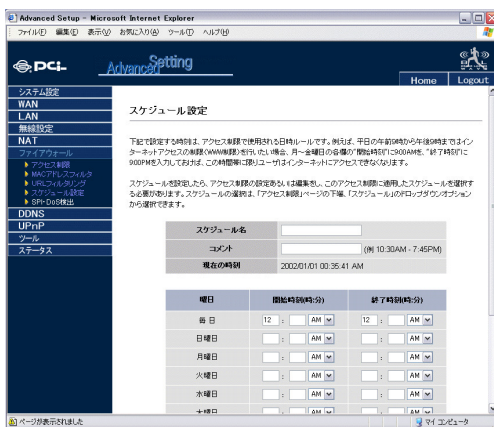 Advanced Setup - Microsoft Internet Explorer
ファイル(F) 編集(E) 表示(V) お気に入り(A) ツール(T) ヘルプ(H)
PCi
Advanced Setting
Home Logout
システム設定
WAN
LAN
無線設定
NAT
ファイアウォール
アクセス制限
MACアドレスフィルタ
URLフィルタリング
スケジュール設定
SPI・DoS検出
DDNS
UPnP
ツール
ステータス
スケジュール設定
下記で設定する時刻は、アクセス制限で使用される日時ルールです。例えば、平日の午前9時から午後9時まではイン
ターネットアクセスの制限(WWW制限)を行いたい場合、月～金曜日の各欄の"開始時刻"に900AMを、"終了時刻"に
900PMを入力しておけば、この時間帯に限りユーザはインターネットにアクセスできなくなります。
スケジュールを設定したら、アクセス制限の設定あるいは編集し、このアクセス制限に適用したスケジュールを選択す
る必要があります。スケジュールの選択は、「アクセス制限」ページの下端、「スケジュール」のドロップダウンオプション
から選択できます。
スケジュール名
コメント (例 10:30AM - 7:45PM)
現在の時刻 2002/01/01 00:35:41 AM
曜日 開始時刻(時:分) 終了時刻(時:分)
毎 日 12 : AM 12 : AM
日曜日 : AM : AM
月曜日 : AM : AM
火曜日 : AM : AM
水曜日 : AM : AM
木曜日 : AM : AM
ページが表示されました マイ コンピュータ